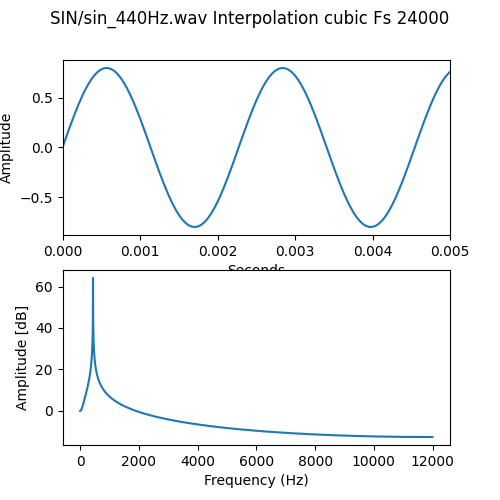 SIN/sin_440Hz.wav Interpolation cubic Fs 24000
0.5
0.0
−0.5
Amplitude
0.000 0.001 0.002 0.003 0.004 0.005
Seconds
60
40
20
0
Amplitude [dB]
0 2000 4000 6000 8000 10000 12000
Frequency (Hz)